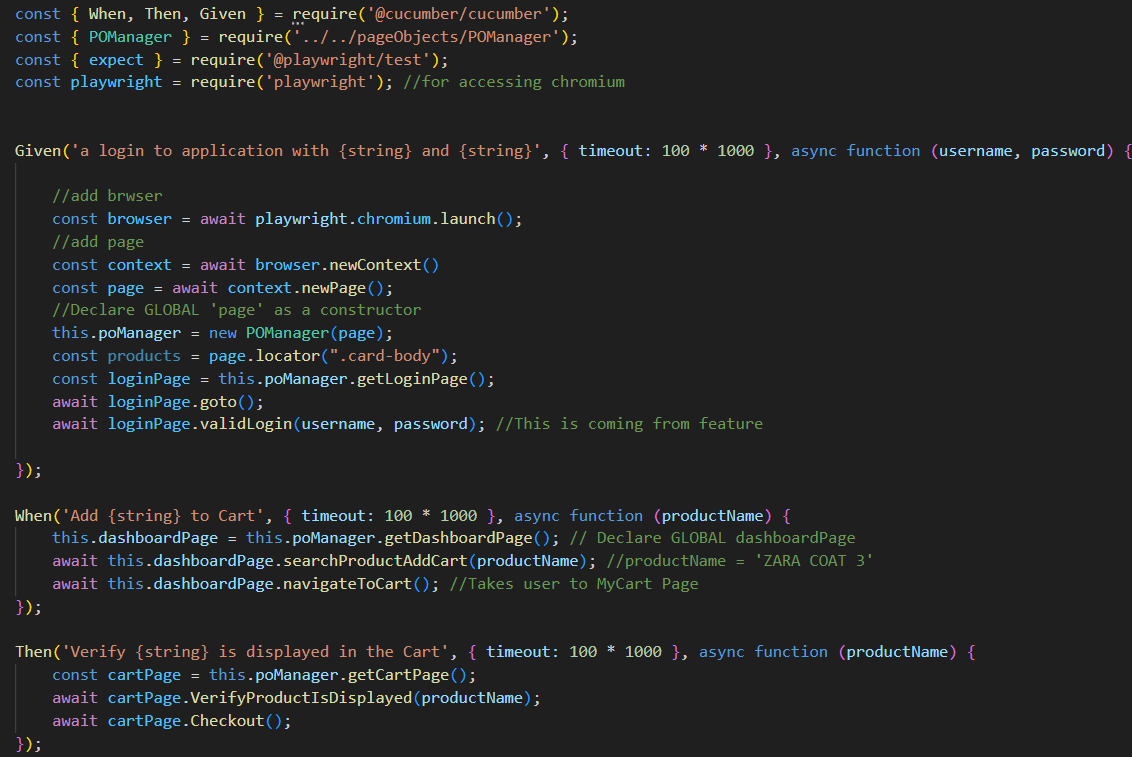 const { When, Then, Given } = require('@cucumber/cucumber');
const { POManager } = require('../../pageObjects/POManager');
const { expect } = require('@playwright/test');
const playwright = require('playwright'); //for accessing chromium
Given('a login to application with {string} and {string}', { timeout: 100 * 1000 }, async function (username, password) {
//add brwser
const browser = await playwright.chromium.launch();
//add page
const context = await browser.newContext()
const page = await context.newPage();
//Declare GLOBAL 'page' as a constructor
this.poManager = new POManager(page);
const products = page.locator(".card-body");
const loginPage = this.poManager.getLoginPage();
await loginPage.goto();
await loginPage.validLogin(username, password); //This is coming from feature
});
When('Add {string} to Cart', { timeout: 100 * 1000 }, async function (productName) {
this.dashboardPage = this.poManager.getDashboardPage(); // Declare GLOBAL dashboardPage
await this.dashboardPage.searchProductAddCart(productName); //productName = 'ZARA COAT 3'
await this.dashboardPage.navigateToCart(); //Takes user to MyCart Page
});
Then('Verify {string} is displayed in the Cart', { timeout: 100 * 1000 }, async function (productName) {
const cartPage = this.poManager.getCartPage();
await cartPage.VerifyProductIsDisplayed(productName);
await cartPage.Checkout();
});